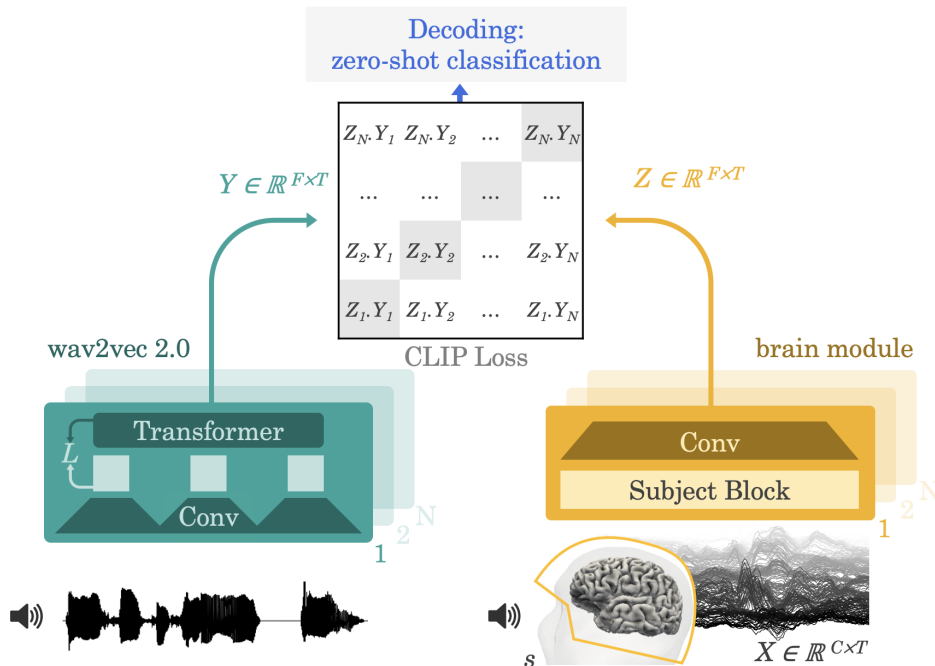 Decoding:
zero-shot classification
Z_N.Y_1 Z_N.Y_2 ... Z_N.Y_N
Y ∈ ℝ^{F×T}
Z ∈ ℝ^{F×T}
... ... ... ...
Z_2.Y_1 Z_2.Y_2 ... Z_2.Y_N
Z_1.Y_1 Z_1.Y_2 ... Z_1.Y_N
CLIP Loss
wav2vec 2.0
brain module
Transformer
L
Conv
1 2 N
Conv
Subject Block
1 2 N
s
X ∈ ℝ^{C×T}